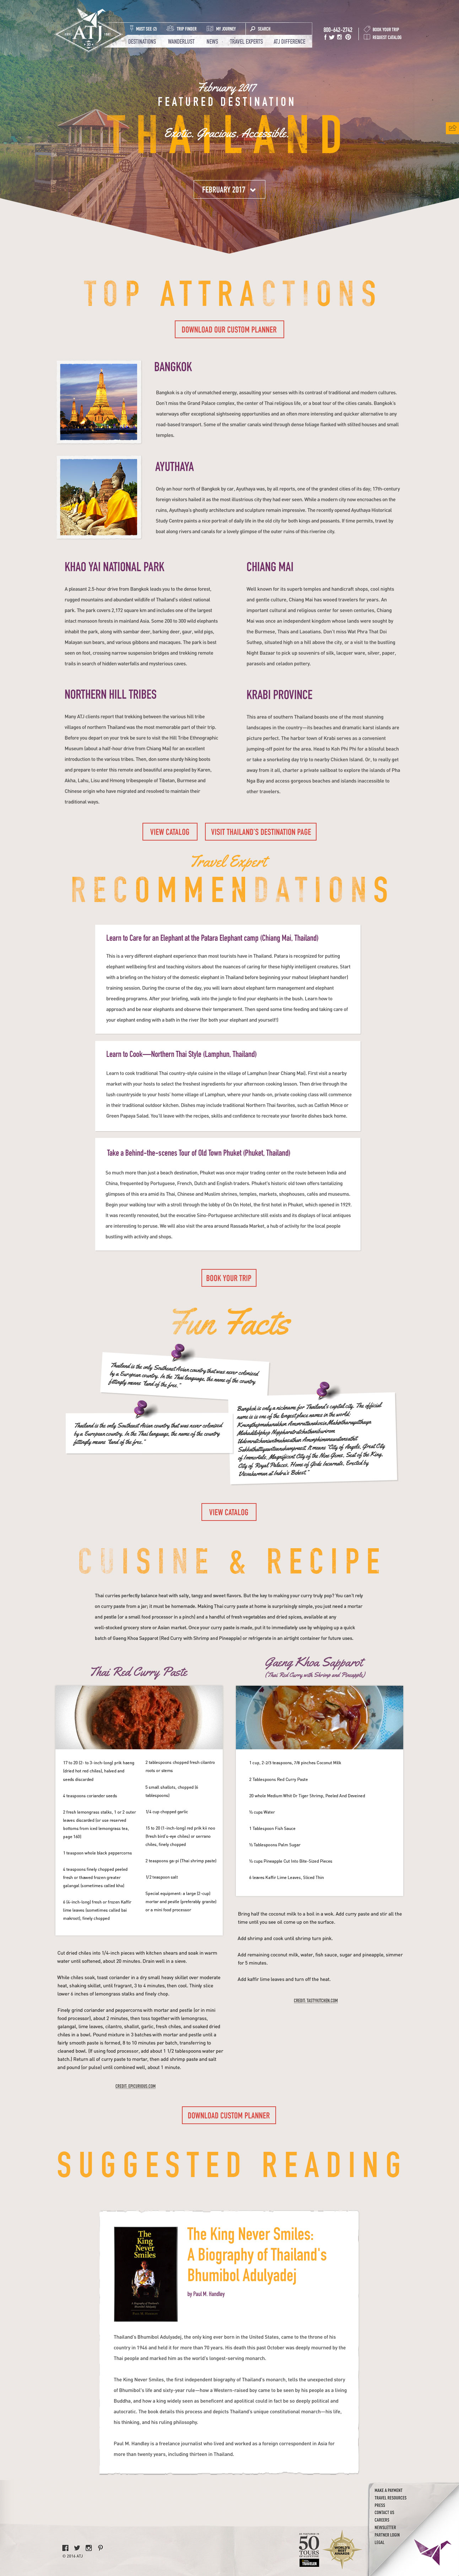 ATJ
MUST SEE (2) TRIP FINDER MY JOURNEY SEARCH
DESTINATIONS WANDERLUST NEWS TRAVEL EXPERTS ATJ DIFFERENCE
800-642-2742
BOOK YOUR TRIP
REQUEST CATALOG
February 2017
FEATURED DESTINATION
THAILAND
Exotic. Gracious. Accessible.
FEBRUARY 2017
TOP ATTRACTIONS
DOWNLOAD OUR CUSTOM PLANNER
BANGKOK
Bangkok is a city of unmatched energy, assaulting your senses with its contrast of traditional and modern cultures.
Don't miss the Grand Palace complex, the center of Thai religious life, or a boat tour of the cities canals. Bangkok's
waterways offer exceptional sightseeing opportunities and an often more interesting and quicker alternative to any
road-based transport. Some of the smaller canals wind through dense foliage flanked with stilted houses and small
temples.
AYUTHAYA
Only an hour north of Bangkok by car, Ayuthaya was, by all reports, one of the grandest cities of its day; 17th-century
foreign visitors hailed it as the most illustrious city they had ever seen. While a modern city now encroaches on the
ruins, Ayuthaya's ghostly architecture and sculpture remain impressive. The recently opened Ayuthaya Historical
Study Centre paints a nice portrait of daily life in the old city for both kings and peasants. If time permits, travel by
boat along rivers and canals for a lovely glimpse of the outer ruins of this riverine city.
KHAO YAI NATIONAL PARK
A pleasant 2.5-hour drive from Bangkok leads you to the dense forest,
rugged mountains and abundant wildlife of Thailand's oldest national
park. The park covers 2,172 square km and includes one of the largest
intact monsoon forests in mainland Asia. Some 200 to 300 wild elephants
inhabit the park, along with sambar deer, barking deer, gaur, wild pigs,
Malayan sun bears, and various gibbons and macaques. The park is best
seen on foot, crossing narrow suspension bridges and trekking remote
trails in search of hidden waterfalls and mysterious caves.
CHIANG MAI
Well known for its superb temples and handicraft shops, cool nights
and gentle culture, Chiang Mai has wooed travelers for years. An
important cultural and religious center for seven centuries, Chiang
Mai was once an independent kingdom whose lands were sought by
the Burmese, Thais and Laoatians. Don't miss Wat Phra That Doi
Suthep, situated high on a hill above the city, or a visit to the bustling
Night Bazaar to pick up souvenirs of silk, lacquer wares, silver, paper,
parasols and celadon pottery.
NORTHERN HILL TRIBES
Many ATJ clients report that trekking between the various hill tribe
villages of northern Thailand was the most memorable part of their trip.
Before you depart on your trek be sure to visit the Hill Tribe Ethnographic
Museum (about a half-hour drive from Chiang Mai) for an excellent
introduction to the various tribes. Then, don some sturdy hiking boots
and prepare to enter this remote and beautiful area peopled by Karen,
Akha, Lahu, Lisu and Hmong tribespeople of Tibetan, Burmese and
Chinese origin who have migrated and resolved to maintain their
traditional ways.
KRABI PROVINCE
This area of southern Thailand boasts one of the most stunning
landscapes in the country—its beaches and dramatic karst islands are
picture perfect. The harbor town of Krabi serves as a convenient
jumping-off point for the area. Head to Koh Phi Phi for a blissful beach
or take a snorkeling day trip to nearby Chicken Island. Or, to really get
away from it all, charter a private sailboat to explore the islands of Pha
Nga Bay and access gorgeous beaches and islands inaccessible to
other travelers.
VIEW CATALOG
VISIT THAILAND'S DESTINATION PAGE
Travel Expert
RECOMMENDATIONS
Learn to Care for an Elephant at the Patara Elephant camp (Chiang Mai, Thailand)
This is a very different elephant experience than most tourists have in Thailand. Patara is recognized for putting
elephant wellbeing first and teaching visitors about the nuances of caring for these highly intelligent creatures. Start
with a briefing on the history of the domestic elephant in Thailand before beginning your mahout (elephant handler)
training session. During the course of the day, you will learn about elephant farm management and elephant
breeding programs. After your briefing, walk into the jungle to find your elephants in the bush. Learn how to
approach and be near elephants and observe their temperament. Then spend some time feeding and taking care of
your elephant ending with a bath in the river (for both your elephant and yourself!)
Learn to Cook—Northern Thai Style (Lamphun, Thailand)
Learn to cook traditional Thai country-style cuisine in the village of Lamphun (near Chiang Mai). First visit a nearby
market with your hosts to select the freshest ingredients for your afternoon cooking lesson. Then drive through the
lush countryside to your hosts' home village of Lamphun, where your hands-on, private cooking class will commence
in their traditional outdoor kitchen. Dishes may include traditional Northern Thai favorites, such as Catfish Mince or
Green Papaya Salad. You'll leave with the recipes, skills and confidence to recreate your favorite dishes back home.
Take a Behind-the-scenes Tour of Old Town Phuket (Phuket, Thailand)
So much more than just a beach destination, Phuket was once major trading center on the route between India and
China, frequented by Portuguese, French, Dutch and English traders. Phuket's historic old town offers tantalizing
glimpses of this era amid its Thai, Chinese and Muslim shrines, temples, markets, shophouses, cafés and museums.
Begin your walking tour with a stroll through the lobby of On On Hotel, the first hotel in Phuket, which opened in 1929.
It was recently renovated, but the evocative Sino-Portuguese architecture still exists and its displays of local antiques
are interesting to peruse. We will also visit the area around Rassada Market, a hub of activity for the local people
bustling with activity and shops.
BOOK YOUR TRIP
Fun Facts
Thailand is the only Southeast Asian country that was never colonized
by a European country. In the Thai language, the name of the country
fittingly means "land of the free."
Thailand is the only Southeast Asian country that was never colonized
by a European country. In the Thai language, the name of the country
fittingly means "land of the free."
Bangkok is only a nickname for Thailand's capital city. The official
name is one of the longest place names in the world:
It means "City of Angels, Great City
of Immortals, Magnificent City of the Nine Gems, Seat of the King,
City of Royal Palaces, Home of Gods Incarnate, Erected by
Visvakarman at Indra's Behest."
VIEW CATALOG
CUISINE & RECIPE
Thai curries perfectly balance heat with salty, tangy and sweet flavors. But the key to making your curry truly pop? You can't rely
on curry paste from a jar; it must be homemade. Making Thai curry paste at home is surprisingly simple, you just need a mortar
and pestle (or a small food processor in a pinch) and a handful of fresh vegetables and dried spices, available at any
well-stocked grocery store or Asian market. Once your curry paste is made, put it to immediate use by whipping up a quick
batch of Gaeng Khoa Sapparot (Red Curry with Shrimp and Pineapple) or refrigerate in an airtight container for future uses.
Thai Red Curry Paste
17 to 20 (2- to 3-inch-long) prik haeng
(dried hot red chiles), halved and
seeds discarded
4 teaspoons coriander seeds
2 fresh lemongrass stalks, 1 or 2 outer
leaves discarded (or use reserved
bottoms from iced lemongrass tea,
page 140)
1 teaspoon whole black peppercorns
4 teaspoons finely chopped peeled
fresh or thawed frozen greater
galangal (sometimes called kha)
6 (4-inch-long) fresh or frozen Kaffir
lime leaves (sometimes called bai
makrut), finely chopped
2 tablespoons chopped fresh cilantro
roots or stems
5 small shallots, chopped (6
tablespoons)
1/4 cup chopped garlic
15 to 20 (1-inch-long) red prik kii noo
(fresh bird's-eye chiles) or serrano
chiles, finely chopped
2 teaspoons ga-pi (Thai shrimp paste)
1/2 teaspoon salt
Special equipment: a large (2-cup)
mortar and pestle (preferably granite)
or a mini food processor
Cut dried chiles into 1/4-inch pieces with kitchen shears and soak in warm
water until softened, about 20 minutes. Drain well in a sieve.
While chiles soak, toast coriander in a dry small heavy skillet over moderate
heat, shaking skillet, until fragrant, 3 to 4 minutes, then cool. Thinly slice
lower 6 inches of lemongrass stalks and finely chop.
Finely grind coriander and peppercorns with mortar and pestle (or in mini
food processor), about 2 minutes, then toss together with lemongrass,
galangal, lime leaves, cilantro, shallot, garlic, fresh chiles, and soaked dried
chiles in a bowl. Pound mixture in 3 batches with mortar and pestle until a
fairly smooth paste is formed, 8 to 10 minutes per batch, transferring to
cleaned bowl. (If using food processor, add about 1 1/2 tablespoons water per
batch.) Return all of curry paste to mortar, then add shrimp paste and salt
and pound (or pulse) until combined well, about 1 minute.
CREDIT: EPICURIOUS.COM
Gaeng Khoa Sapparot
(Thai Red Curry with Shrimp and Pineapple)
1 cup, 2-2/3 teaspoons, 7/8 pinches Coconut Milk
2 Tablespoons Red Curry Paste
20 whole Medium Whit Or Tiger Shrimp, Peeled And Deveined
½ cups Water
1 Tablespoon Fish Sauce
½ Tablespoons Palm Sugar
½ cups Pineapple Cut Into Bite-Sized Pieces
4 leaves Kaffir Lime Leaves, Sliced Thin
Bring half the coconut milk to a boil in a wok. Add curry paste and stir all the
time until you see oil come up on the surface.
Add shrimp and cook until shrimp turn pink.
Add remaining coconut milk, water, fish sauce, sugar and pineapple, simmer
for 5 minutes.
Add kaffir lime leaves and turn off the heat.
CREDIT: TASTYKITCHEN.COM
DOWNLOAD CUSTOM PLANNER
SUGGESTED READING
The King
Never
Smiles
The King Never Smiles:
A Biography of Thailand's
Bhumibol Adulyadej
by Paul M. Handley
Thailand's Bhumibol Adulyadej, the only king ever born in the United States, came to the throne of his
country in 1946 and held it for more than 70 years. His death this past October was deeply mourned by the
Thai people and marked him as the world's longest-serving monarch.
The King Never Smiles, the first independent biography of Thailand's monarch, tells the unexpected story
of Bhumibol's life and sixty-year rule—how a Western-raised boy came to be seen by his people as a living
Buddha, and how a king widely seen as beneficent and apolitical could in fact be so deeply political and
autocratic. The book details this process and depicts Thailand's unique constitutional monarch—his life,
his thinking, and his ruling philosophy.
Paul M. Handley is a freelance journalist who lived and worked as a foreign correspondent in Asia for
more than twenty years, including thirteen in Thailand.
© 2016 ATJ
50
TOURS
TRAVELER
WORLD'S
BEST
MAKE A PAYMENT
TRAVEL RESOURCES
PRESS
CONTACT US
CAREERS
NEWSLETTER
PARTNER LOGIN
LEGAL